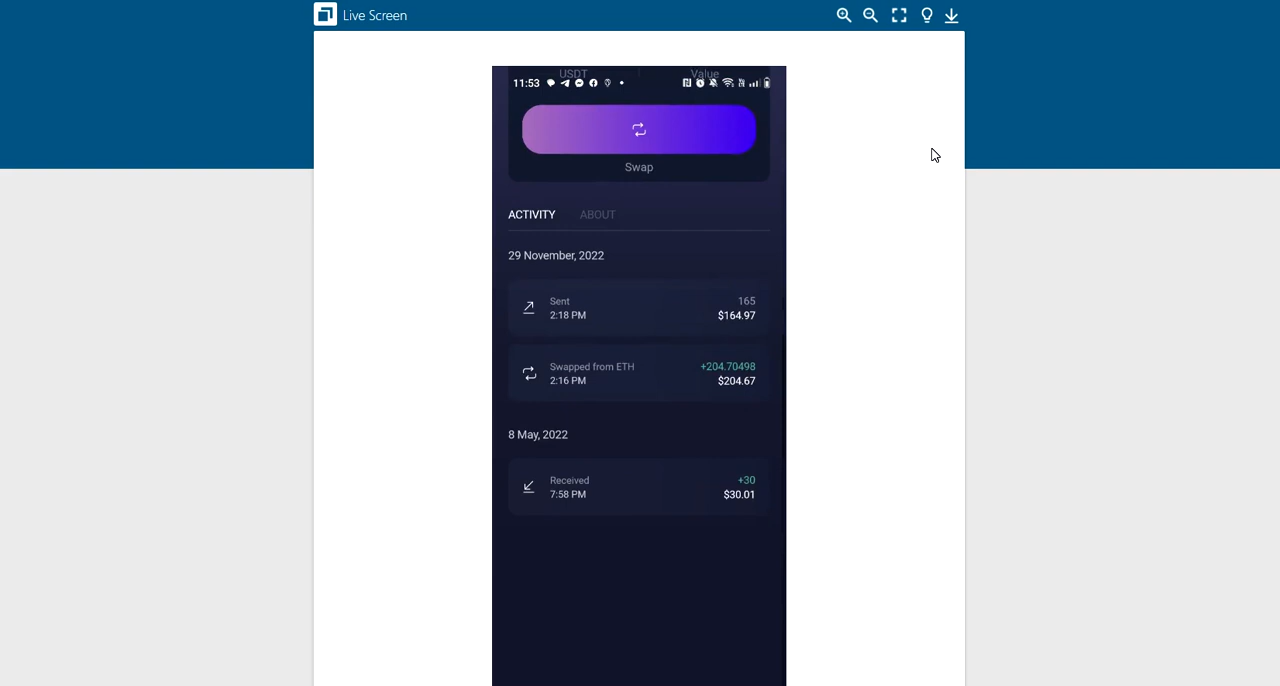 Live Screen
USDT Value
11:53
Swap
ACTIVITY ABOUT
29 November, 2022
Sent 165
2:18 PM $164.97
Swapped from ETH +204.70498
2:16 PM $204.67
8 May, 2022
Received +30
7:58 PM $30.01